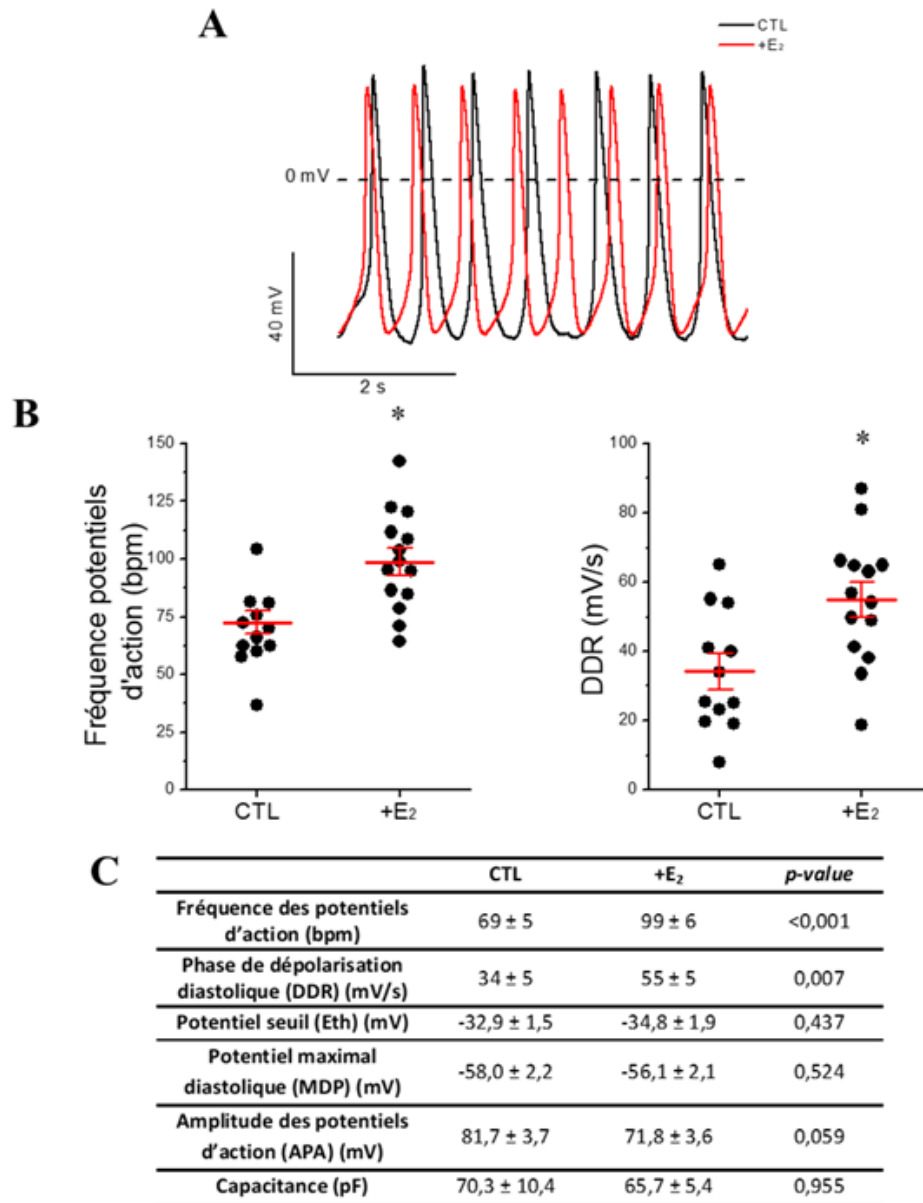 A
CTL
+E₂
0 mV
40 mV
2 s
B
*
150
125
100
75
50
25
0
Fréquence potentiels
d'action (bpm)
CTL
+E₂
*
100
80
60
40
20
0
DDR (mV/s)
CTL
+E₂
C
CTL +E₂ p-value
Fréquence des potentiels
d'action (bpm) 69 ± 5 99 ± 6 <0,001
Phase de dépolarisation
diastolique (DDR) (mV/s) 34 ± 5 55 ± 5 0,007
Potentiel seuil (Eth) (mV) -32,9 ± 1,5 -34,8 ± 1,9 0,437
Potentiel maximal
diastolique (MDP) (mV) -58,0 ± 2,2 -56,1 ± 2,1 0,524
Amplitude des potentiels
d'action (APA) (mV) 81,7 ± 3,7 71,8 ± 3,6 0,059
Capacitance (pF) 70,3 ± 10,4 65,7 ± 5,4 0,955